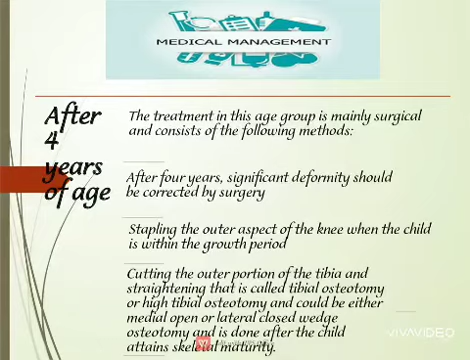 MEDICAL MANAGEMENT
After
4
years
of age
The treatment in this age group is mainly surgical
and consists of the following methods:
After four years, significant deformity should
be corrected by surgery
Stapling the outer aspect of the knee when the child
is within the growth period
Cutting the outer portion of the tibia and
straightening that is called tibial osteotomy
or high tibial osteotomy and could be either
medial open or lateral closed wedge
osteotomy and is done after the child
attains skeletal maturity.
VIVAVIDEO